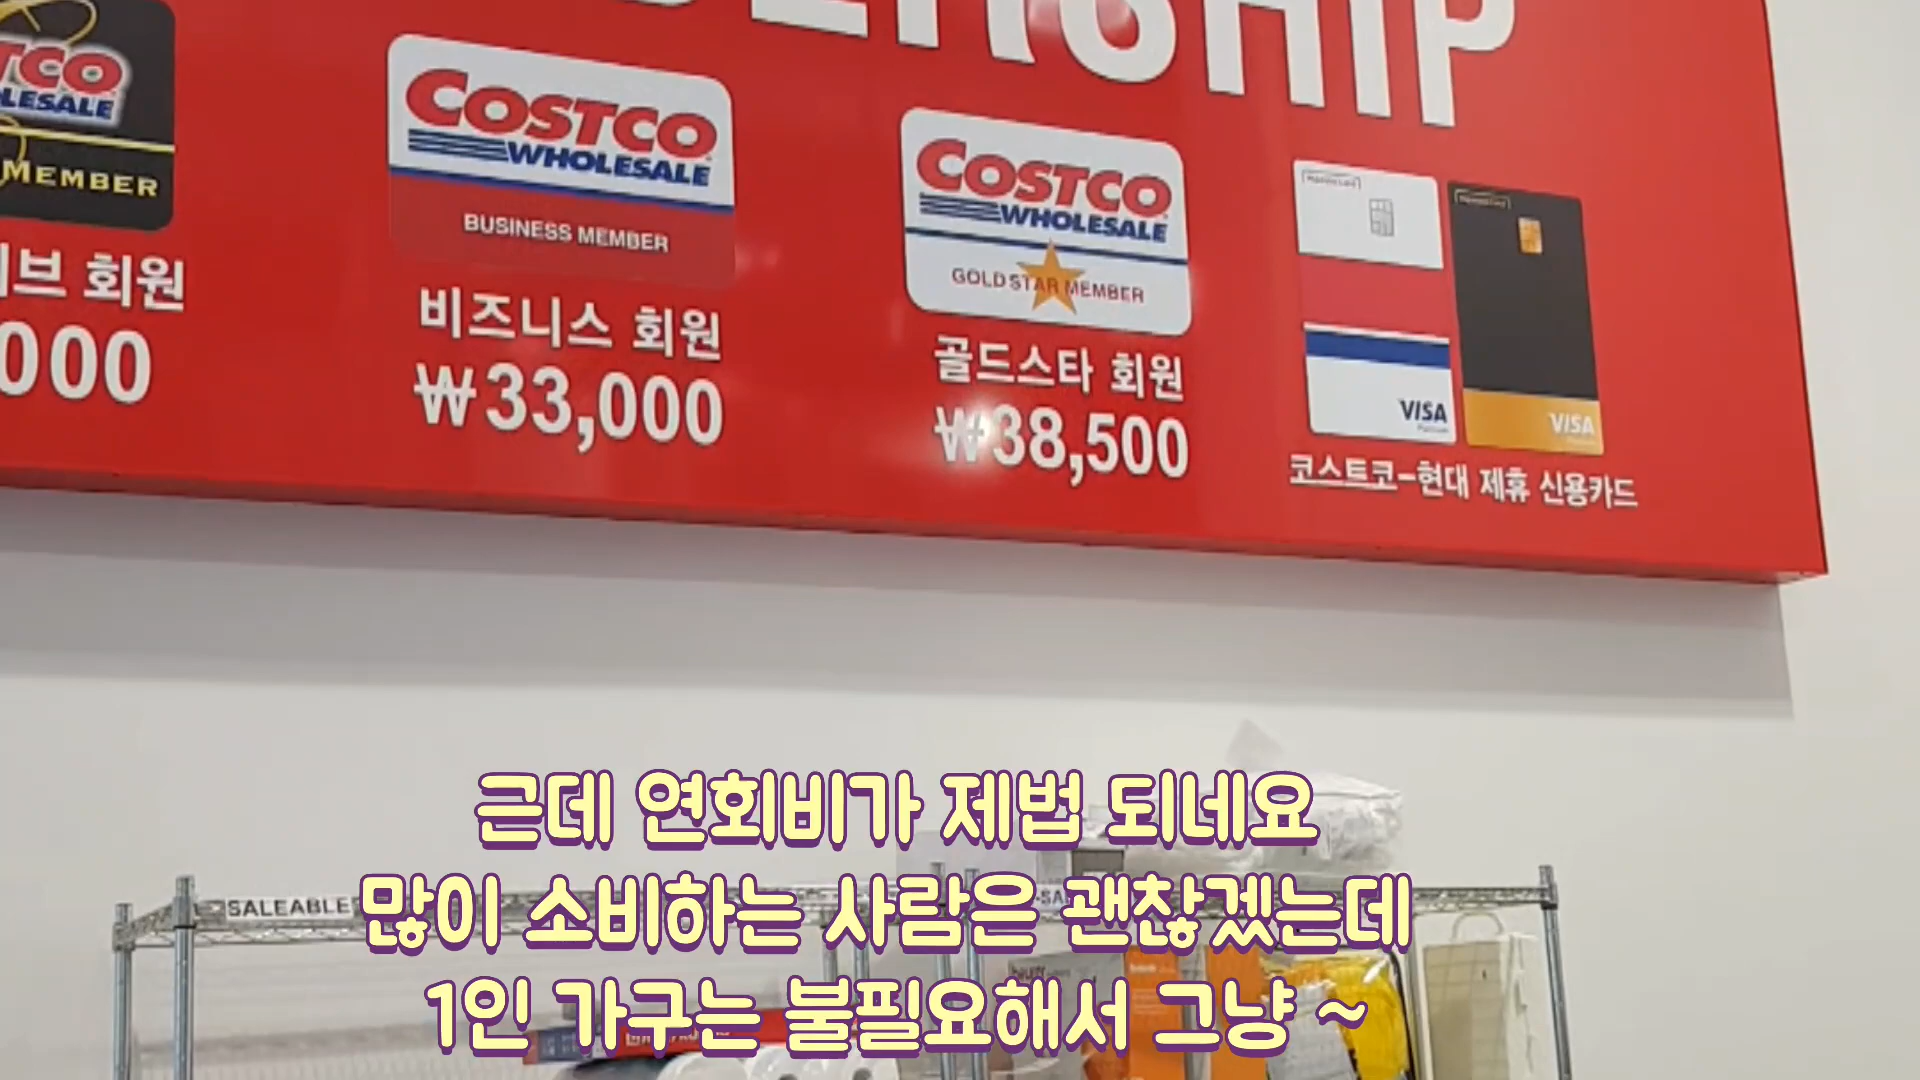 COSTCO
WHOLESALE
MEMBER
회원
000
COSTCO
WHOLESALE
BUSINESS MEMBER
비즈니스 회원
₩33,000
COSTCO
WHOLESALE
GOLD STAR MEMBER
골드스타 회원
₩38,500
VISA
VISA
코스트코-현대 제휴 신용카드
근데 연회비가 제법 되네요
SALEABLE
많이 소비하는 사람은 괜찮겠는데
1인 가구는 불필요해서 그냥 ~